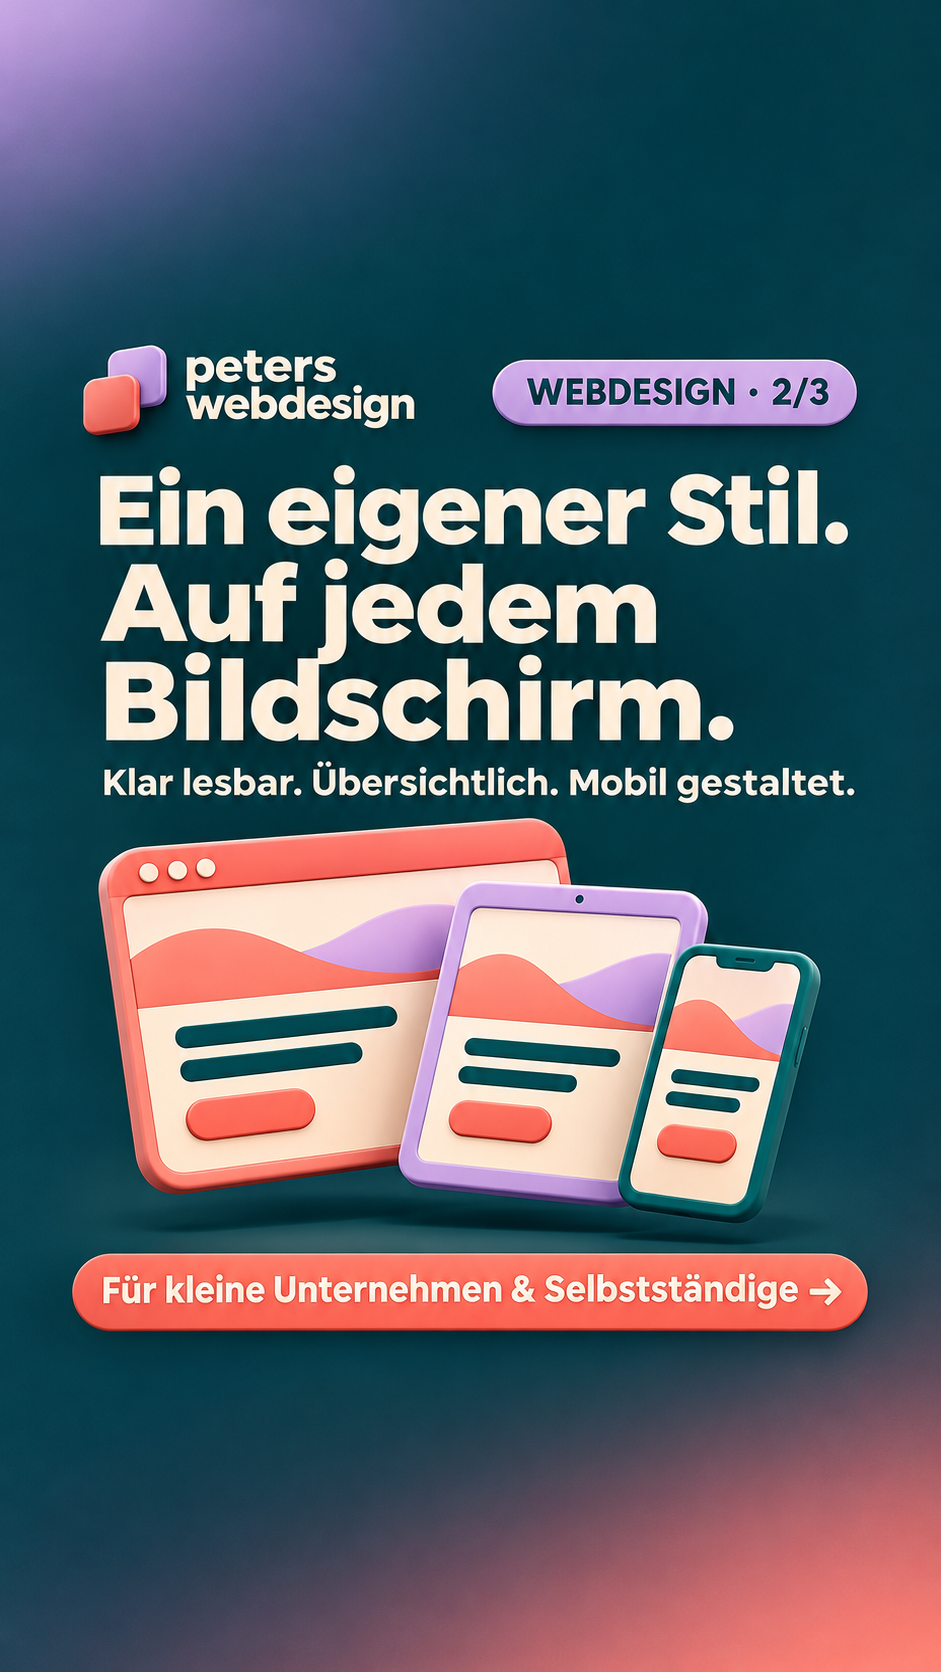 peters
webdesign
WEBDESIGN · 2/3
Ein eigener Stil.
Auf jedem
Bildschirm.
Klar lesbar. Übersichtlich. Mobil gestaltet.
Für kleine Unternehmen & Selbstständige →